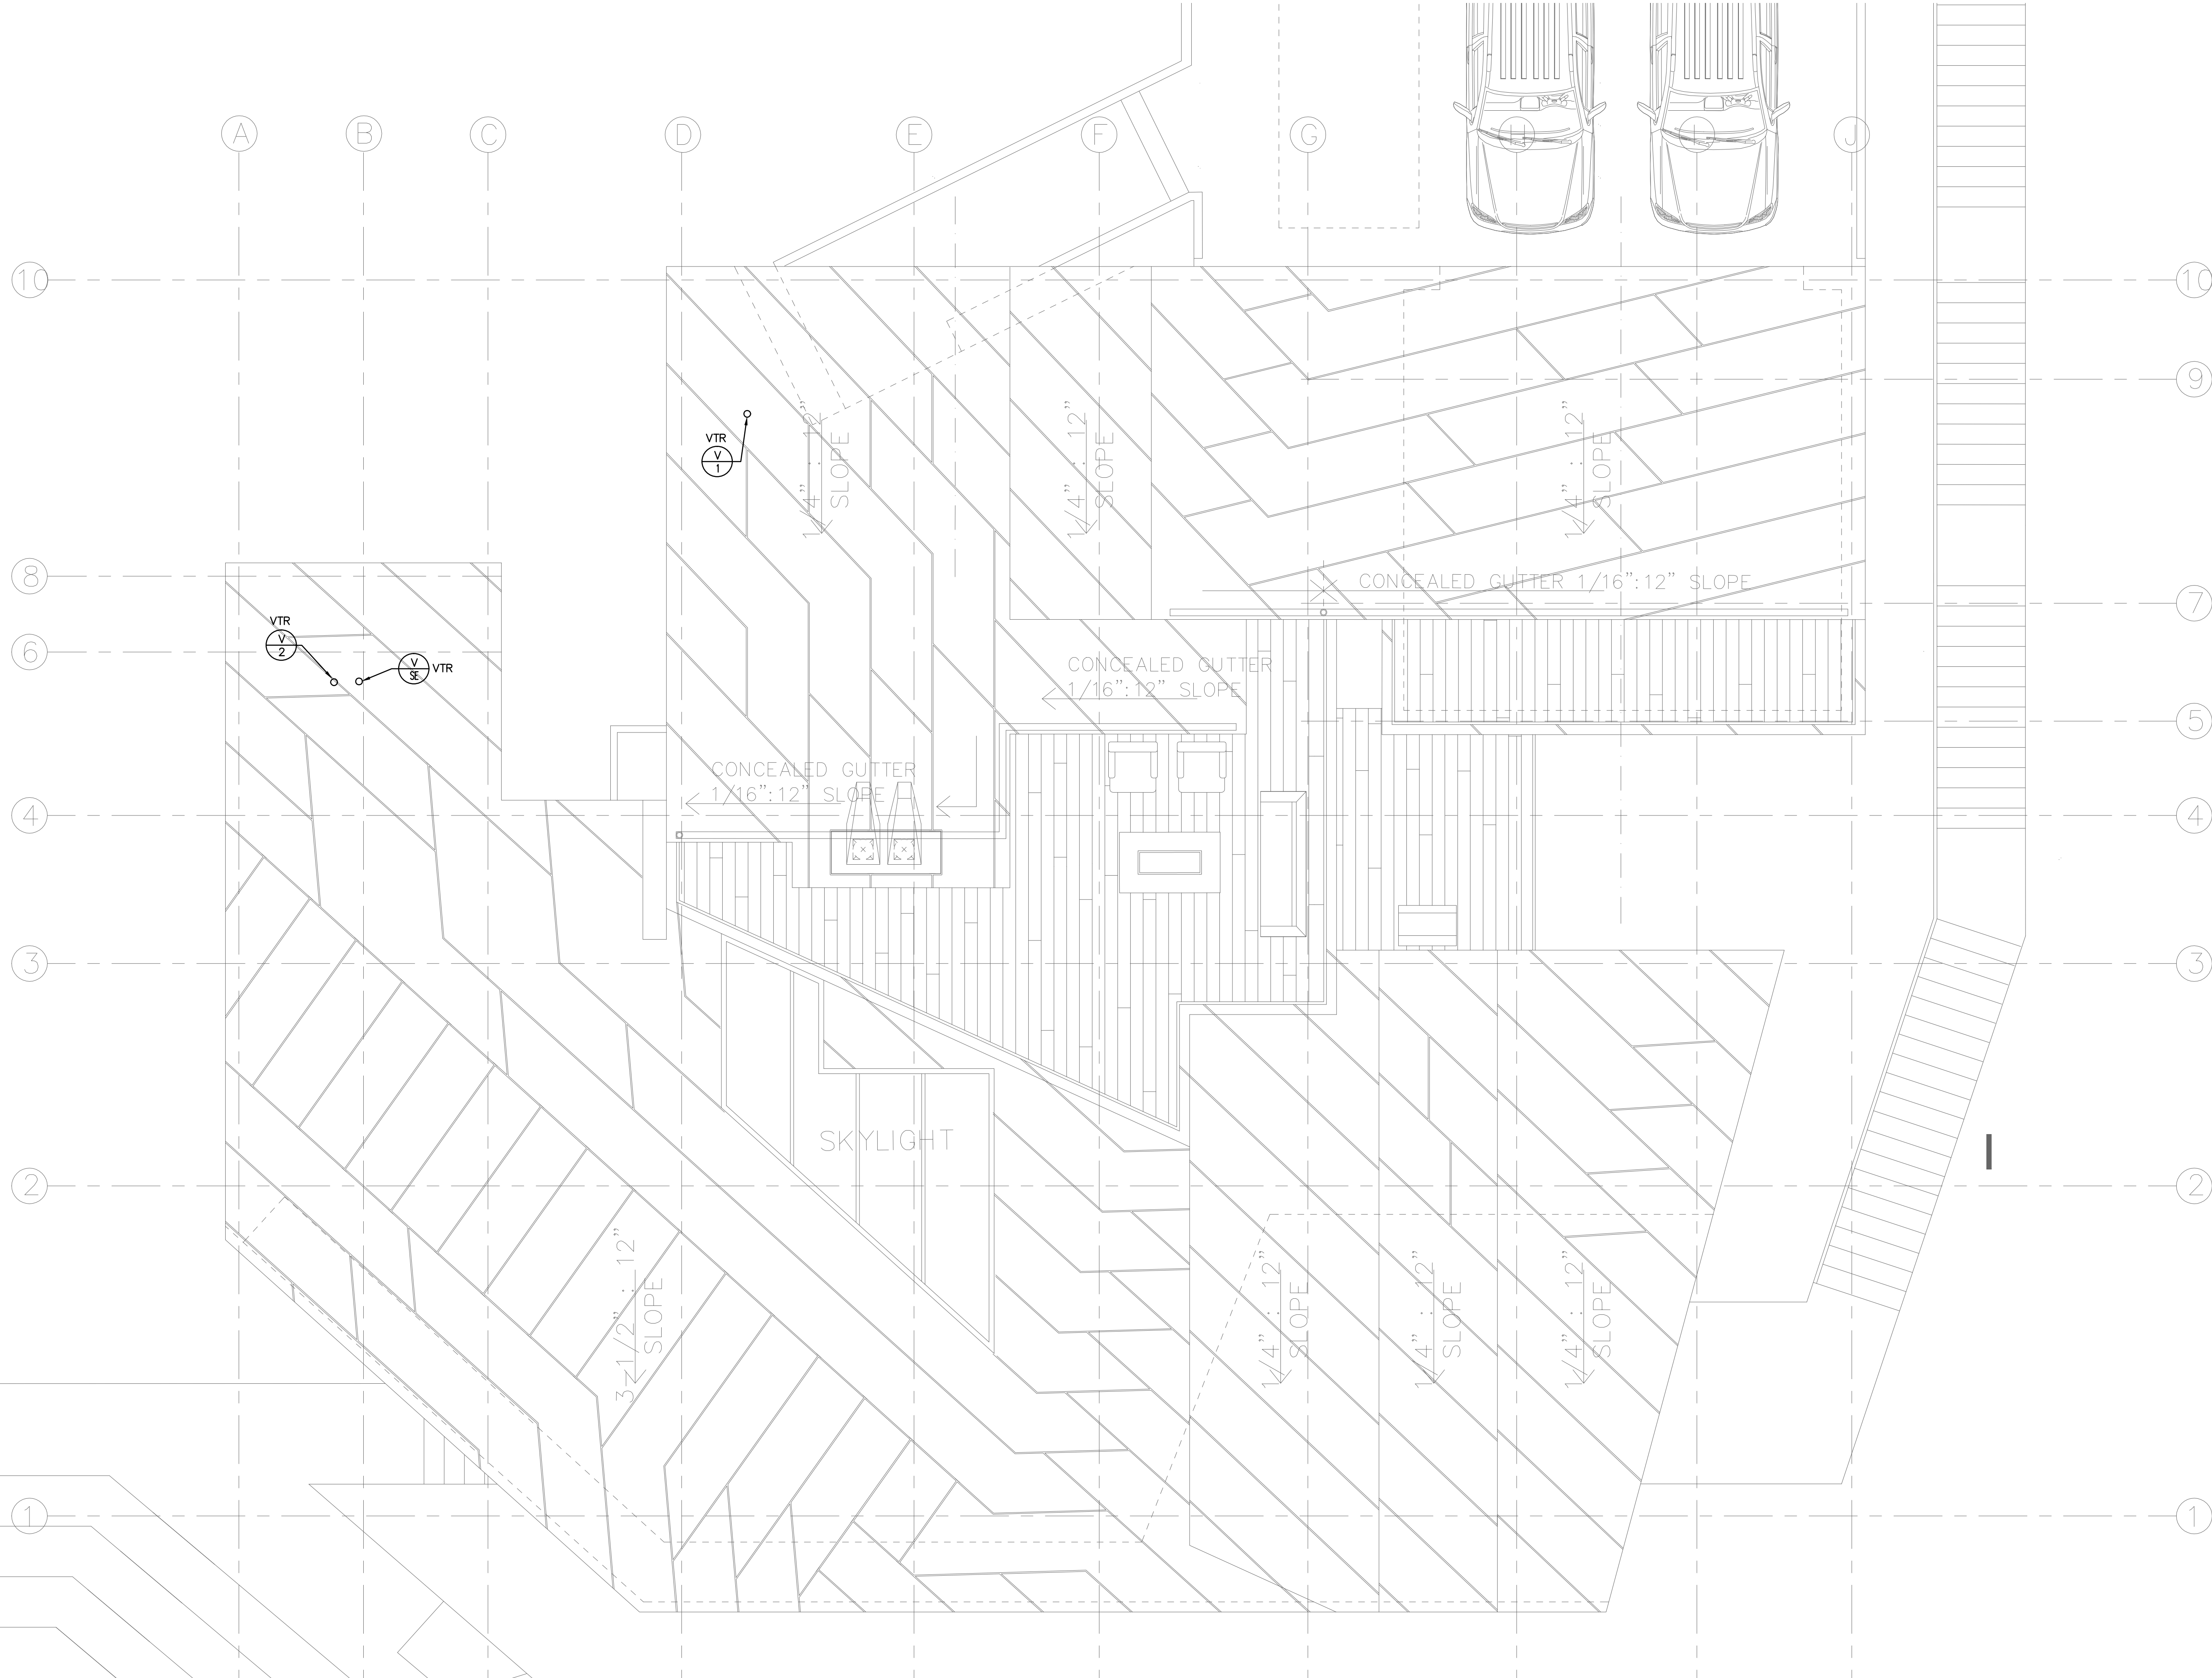 A
B
C
D
E
F
G
H
I
J
10
10
9
VTR
V
1
1/4" : 12"
SLOPE
1/4" : 12"
SLOPE
1/4" : 12"
SLOPE
8
CONCEALED GUTTER 1/16":12" SLOPE
7
VTR
V
2
6
V
SE
VTR
CONCEALED GUTTER
1/16":12" SLOPE
5
CONCEALED GUTTER
1/16":12" SLOPE
4
4
3
3
SKYLIGHT
2
2
3-1/2" : 12"
SLOPE
1/4" : 12"
SLOPE
1/4" : 12"
SLOPE
1/4" : 12"
SLOPE
1
1